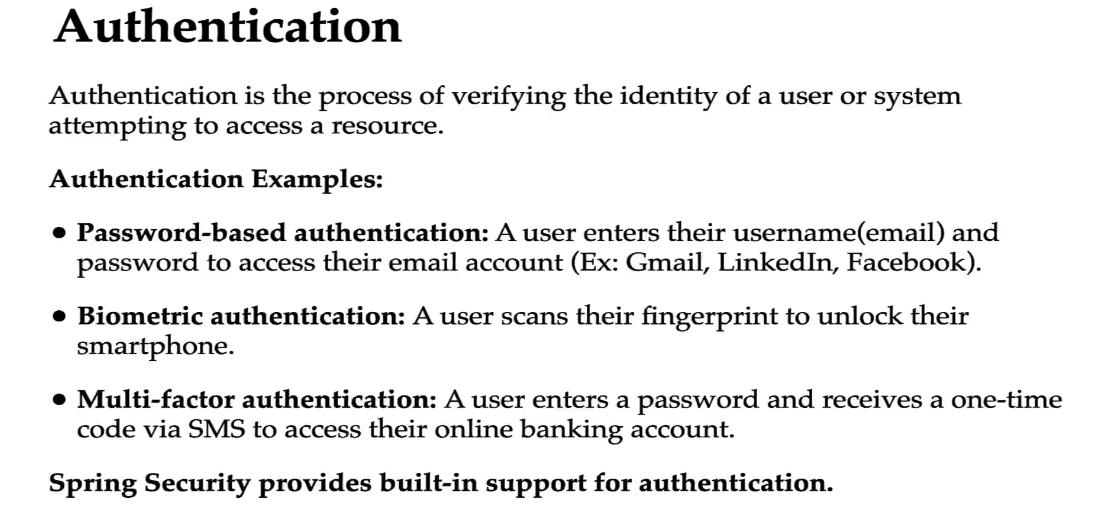 Authentication
Authentication is the process of verifying the identity of a user or system
attempting to access a resource.
Authentication Examples:
• Password-based authentication: A user enters their username(email) and
password to access their email account (Ex: Gmail, LinkedIn, Facebook).
• Biometric authentication: A user scans their fingerprint to unlock their
smartphone.
• Multi-factor authentication: A user enters a password and receives a one-time
code via SMS to access their online banking account.
Spring Security provides built-in support for authentication.